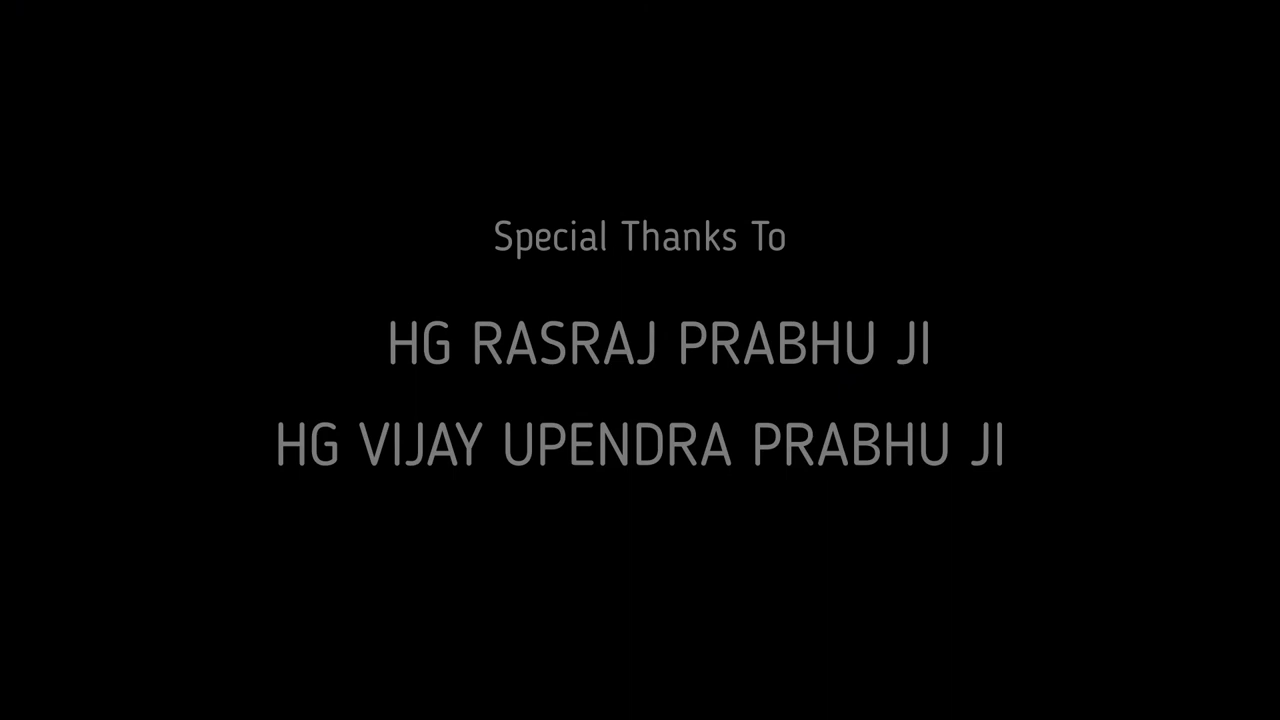 Special Thanks To
HG RASRAJ PRABHU JI
HG VIJAY UPENDRA PRABHU JI